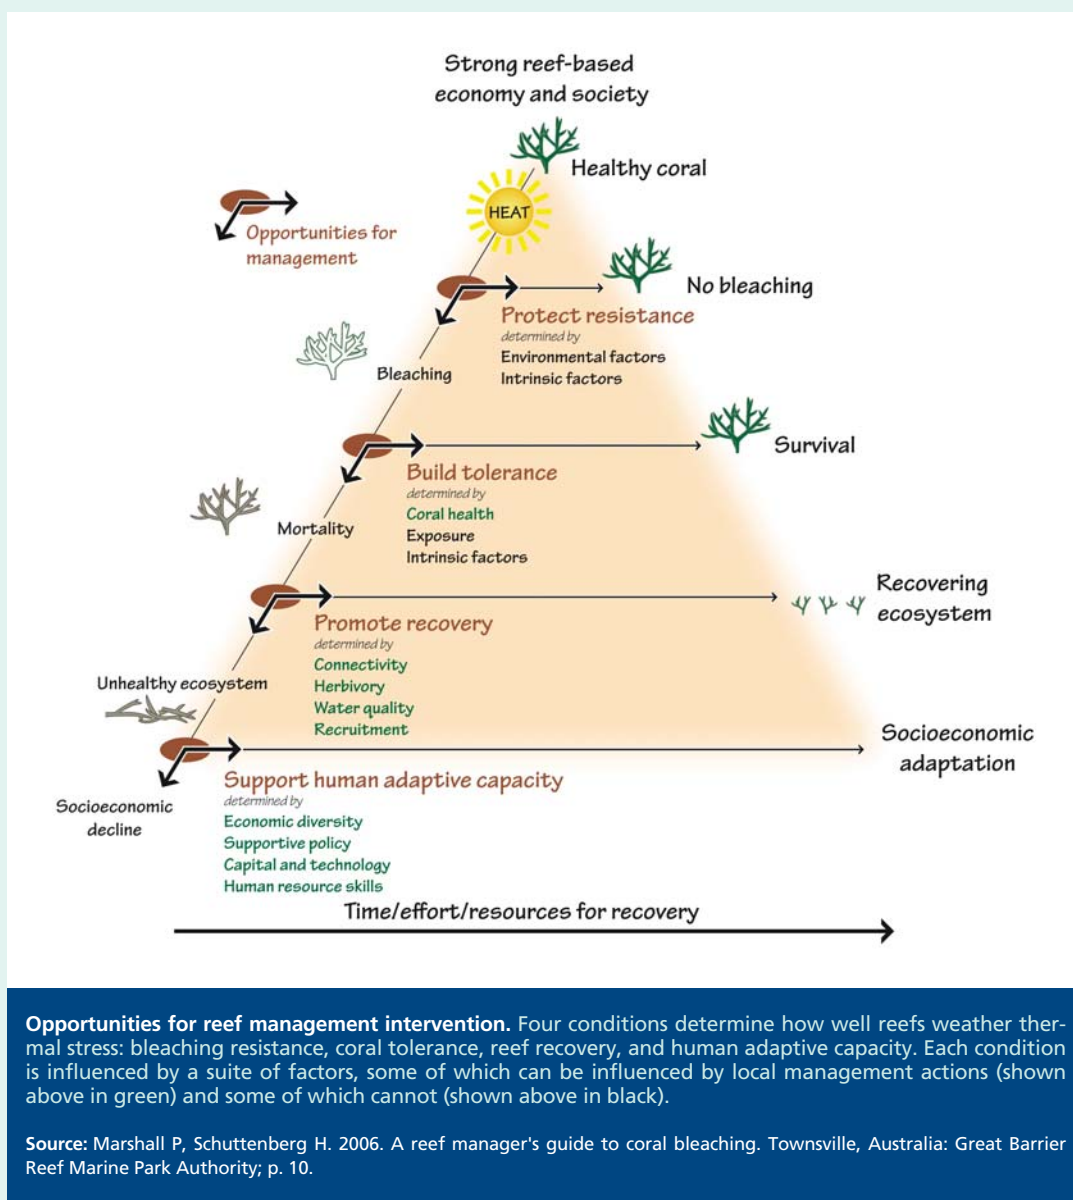 Strong reef-based
economy and society
Healthy coral
HEAT
Opportunities for
management
No bleaching
Protect resistance
determined by
Environmental factors
Intrinsic factors
Bleaching
Survival
Build tolerance
determined by
Coral health
Exposure
Intrinsic factors
Mortality
Recovering
ecosystem
Promote recovery
determined by
Connectivity
Herbivory
Water quality
Recruitment
Unhealthy ecosystem
Socioeconomic
adaptation
Support human adaptive capacity
determined by
Economic diversity
Supportive policy
Capital and technology
Human resource skills
Socioeconomic
decline
Time/effort/resources for recovery
Opportunities for reef management intervention. Four conditions determine how well reefs weather ther-
mal stress: bleaching resistance, coral tolerance, reef recovery, and human adaptive capacity. Each condition
is influenced by a suite of factors, some of which can be influenced by local management actions (shown
above in green) and some of which cannot (shown above in black).
Source: Marshall P, Schuttenberg H. 2006. A reef manager's guide to coral bleaching. Townsville, Australia: Great Barrier
Reef Marine Park Authority; p. 10.